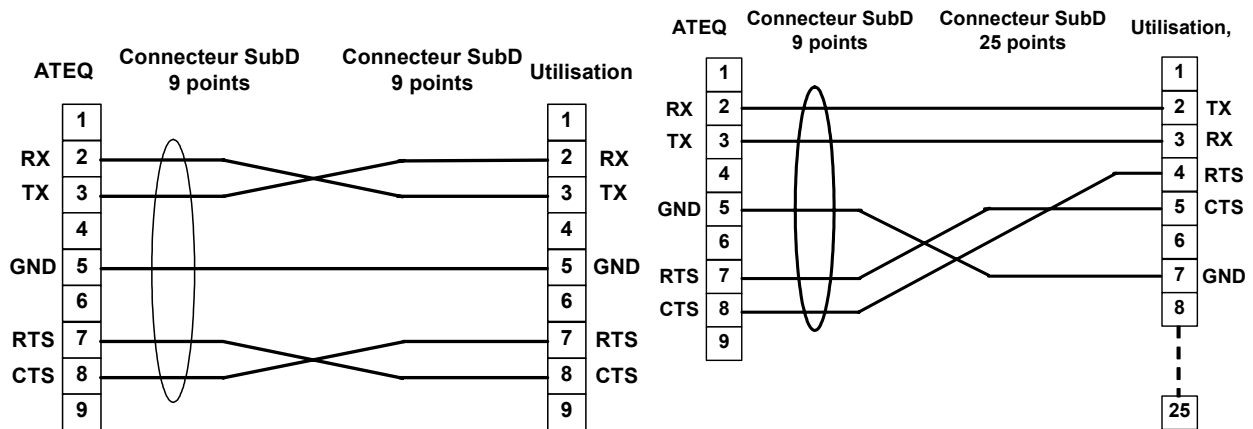 ATEQ
Connecteur SubD
9 points
Connecteur SubD
9 points
Utilisation
1 1
RX 2 2 RX
TX 3 3 TX
4 4
GND 5 5 GND
6 6
RTS 7 7 RTS
CTS 8 8 CTS
9 9
ATEQ
Connecteur SubD
9 points
Connecteur SubD
25 points
Utilisation,
1 1
RX 2 2 TX
TX 3 3 RX
4 4 RTS
GND 5 5 CTS
6 6
RTS 7 7 GND
CTS 8 8
9
25